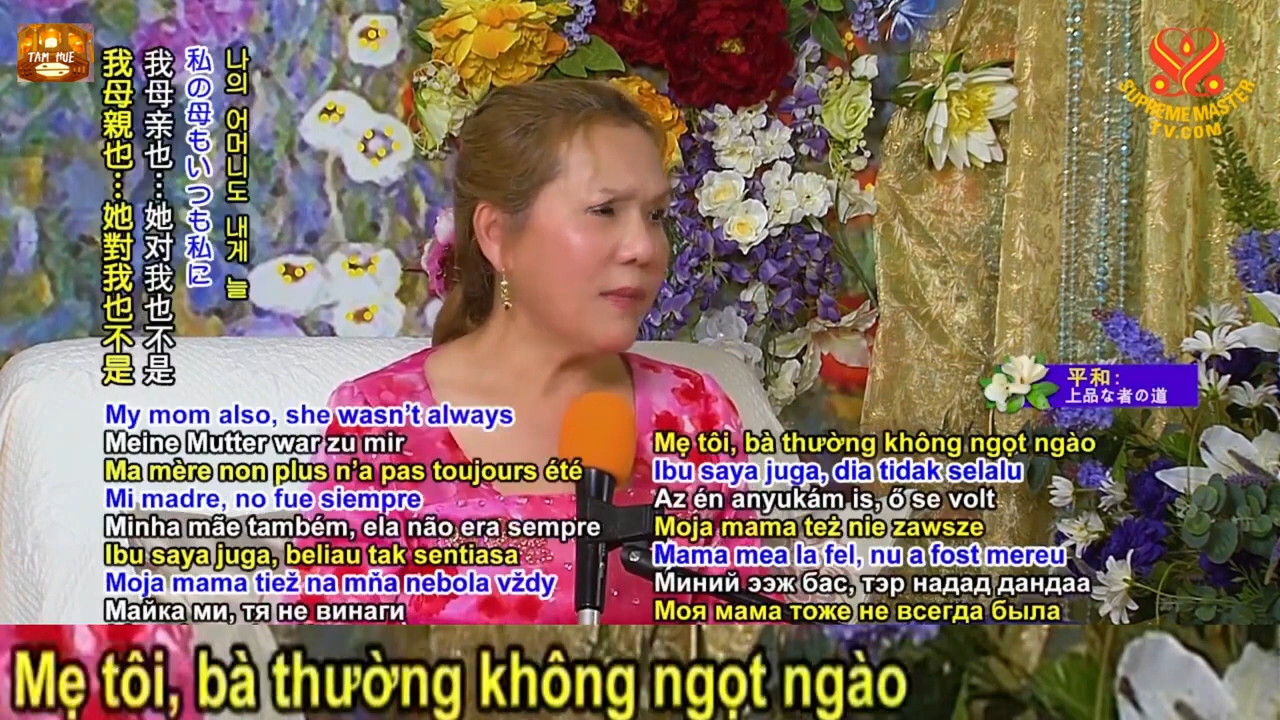 TAM HUE
SUPREME MASTER
TV.COM
나의 어머니도 내게 늘
私の母もいつも私に
我母亲也…她对我也不是
我母親也…她對我也不是
平和:
上品な者の道
My mom also, she wasn't always
Meine Mutter war zu mir
Ma mère non plus n'a pas toujours été
Mi madre, no fue siempre
Minha mãe também, ela não era sempre
Ibu saya juga, beliau tak sentiasa
Moja mama tiež na mňa nebola vždy
Майка ми, тя не винаги
Mẹ tôi, bà thường không ngọt ngào
Ibu saya juga, dia tidak selalu
Az én anyukám is, ő se volt
Moja mama też nie zawsze
Mama mea la fel, nu a fost mereu
Миний ээж бас, тэр надад дандаа
Моя мама тоже не всегда была
Mẹ tôi, bà thường không ngọt ngào